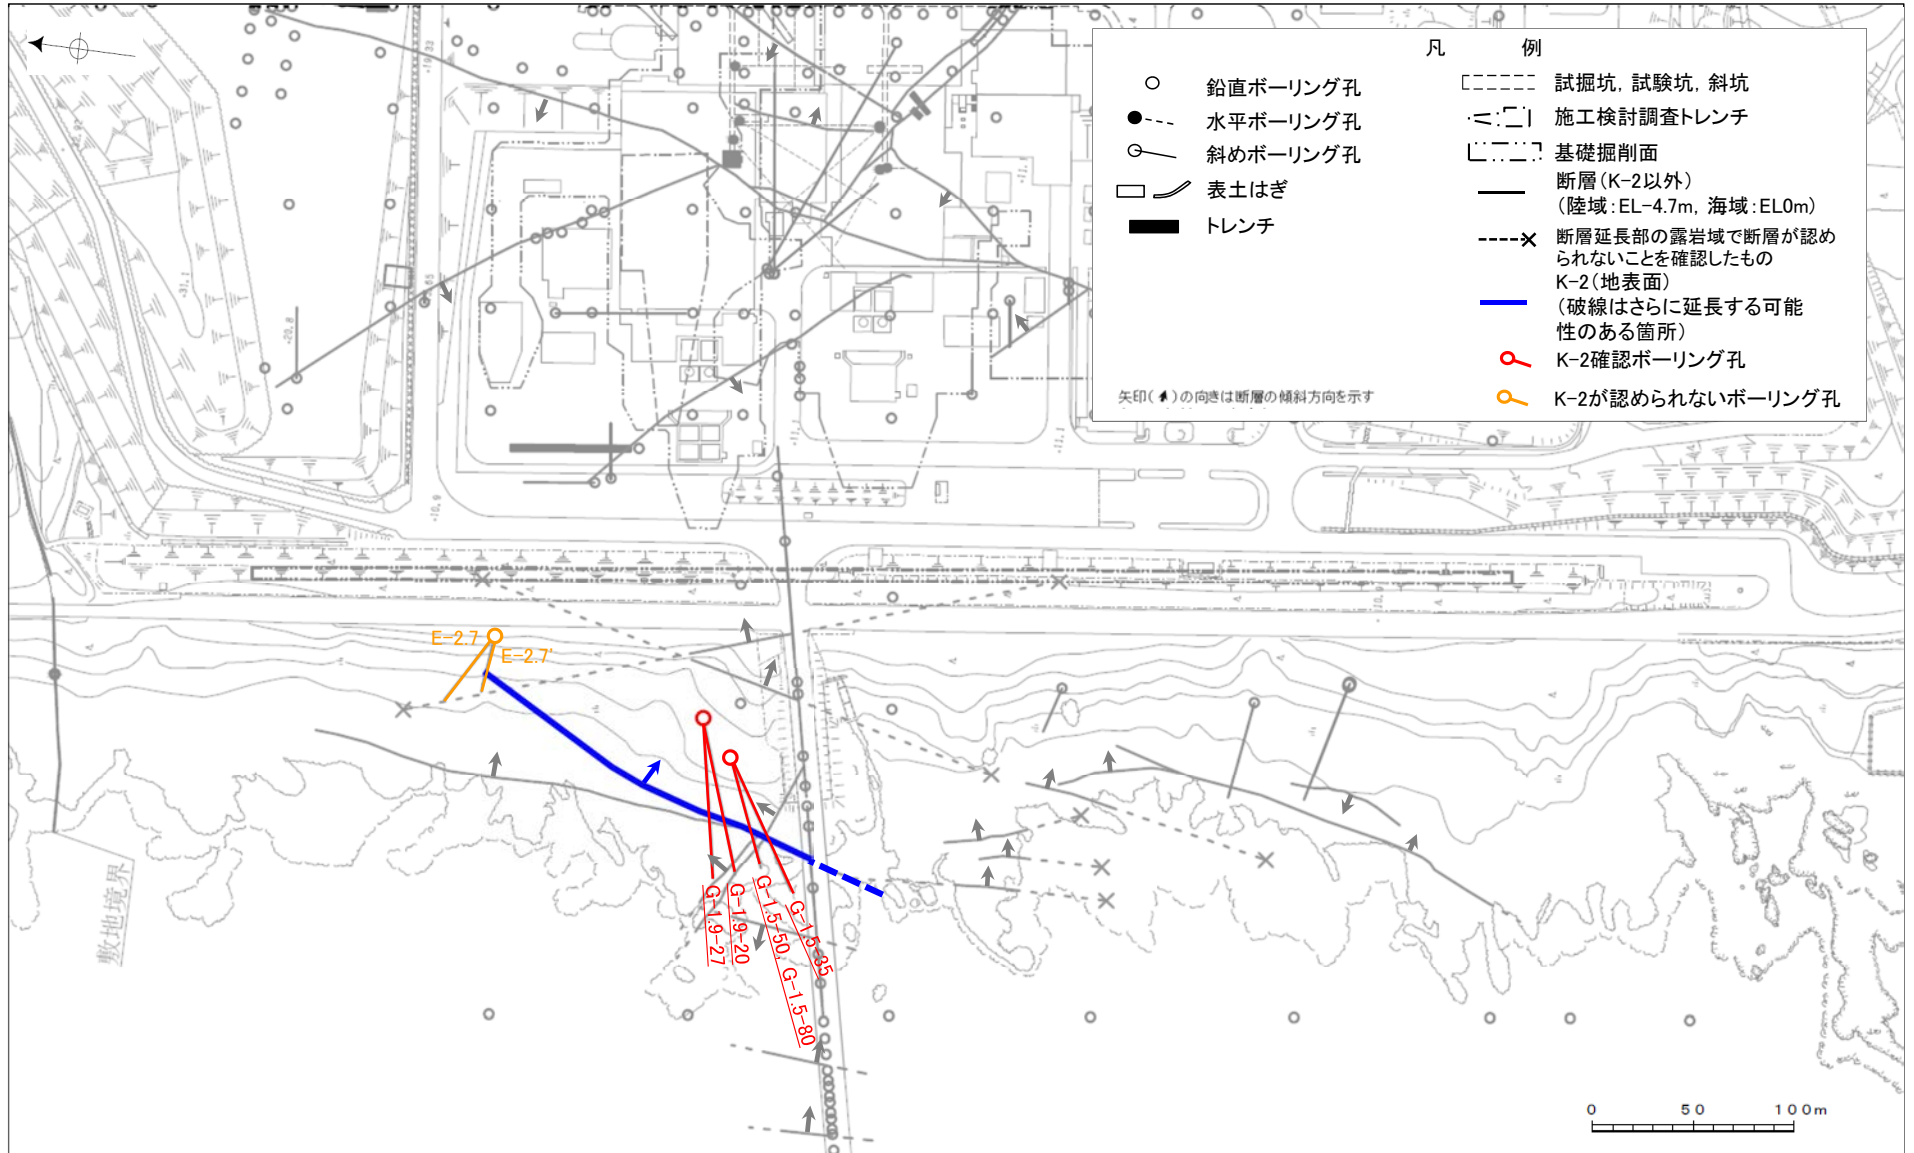 凡 例
鉛直ボーリング孔
水平ボーリング孔
斜めボーリング孔
表土はぎ
トレンチ
試掘坑, 試験坑, 斜坑
施工検討調査トレンチ
基礎掘削面
断層(K-2以外)
(陸域:EL-4.7m, 海域:EL0m)
断層延長部の露岩域で断層が認め
られないことを確認したもの
K-2(地表面)
(破線はさらに延長する可能
性のある箇所)
K-2確認ボーリング孔
K-2が認められないボーリング孔
矢印( )の向きは断層の傾斜方向を示す
E-2.7
E-2.7'
G-1.9-27
G-1.9-20
G-1.5-50, G-1.5-80
G-1.5-35
敷地境界
0 50 100m